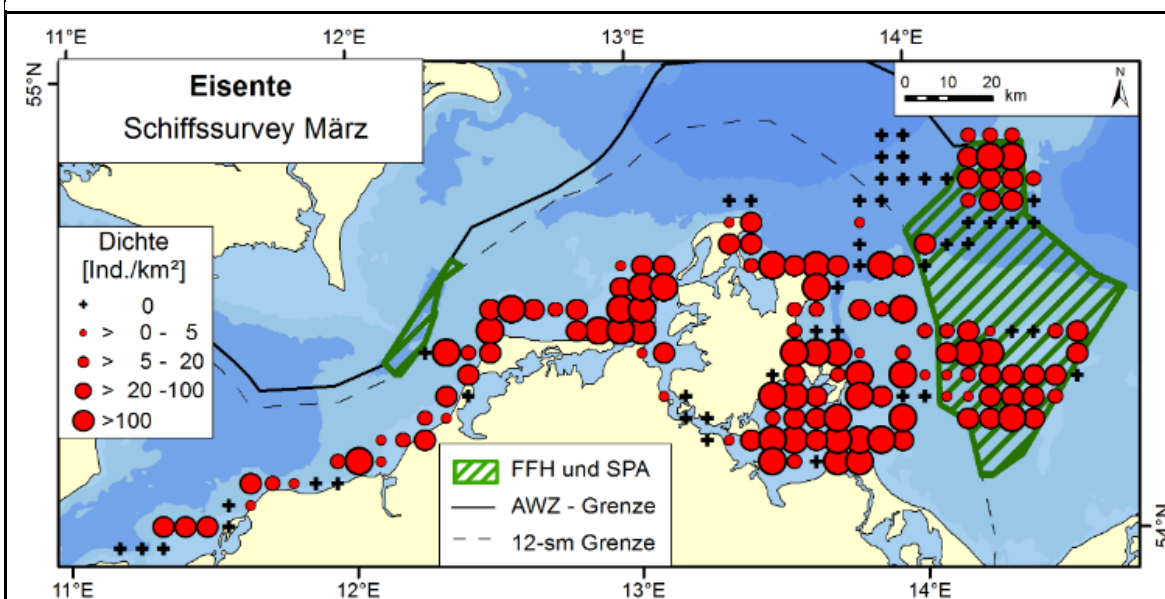 11°E 12°E 13°E 14°E
55°N
Eisente
Schiffssurvey März
0 10 20
km
N
Dichte
[Ind./km²]
0
> 0 - 5
> 5 - 20
> 20 -100
>100
FFH und SPA
AWZ - Grenze
12-sm Grenze
54°N
11°E 12°E 13°E 14°E